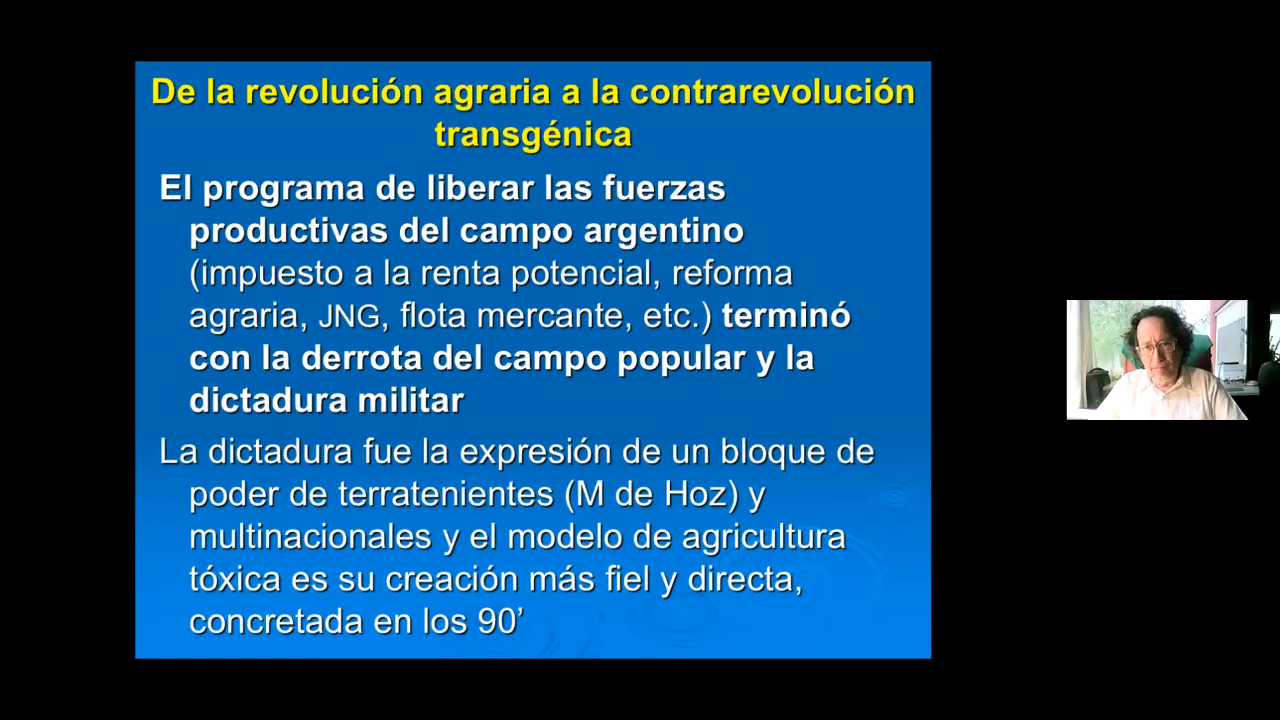 De la revolución agraria a la contrarevolución
transgénica
El programa de liberar las fuerzas
productivas del campo argentino
(impuesto a la renta potencial, reforma
agraria, JNG, flota mercante, etc.) terminó
con la derrota del campo popular y la
dictadura militar
La dictadura fue la expresión de un bloque de
poder de terratenientes (M de Hoz) y
multinacionales y el modelo de agricultura
tóxica es su creación más fiel y directa,
concretada en los 90’